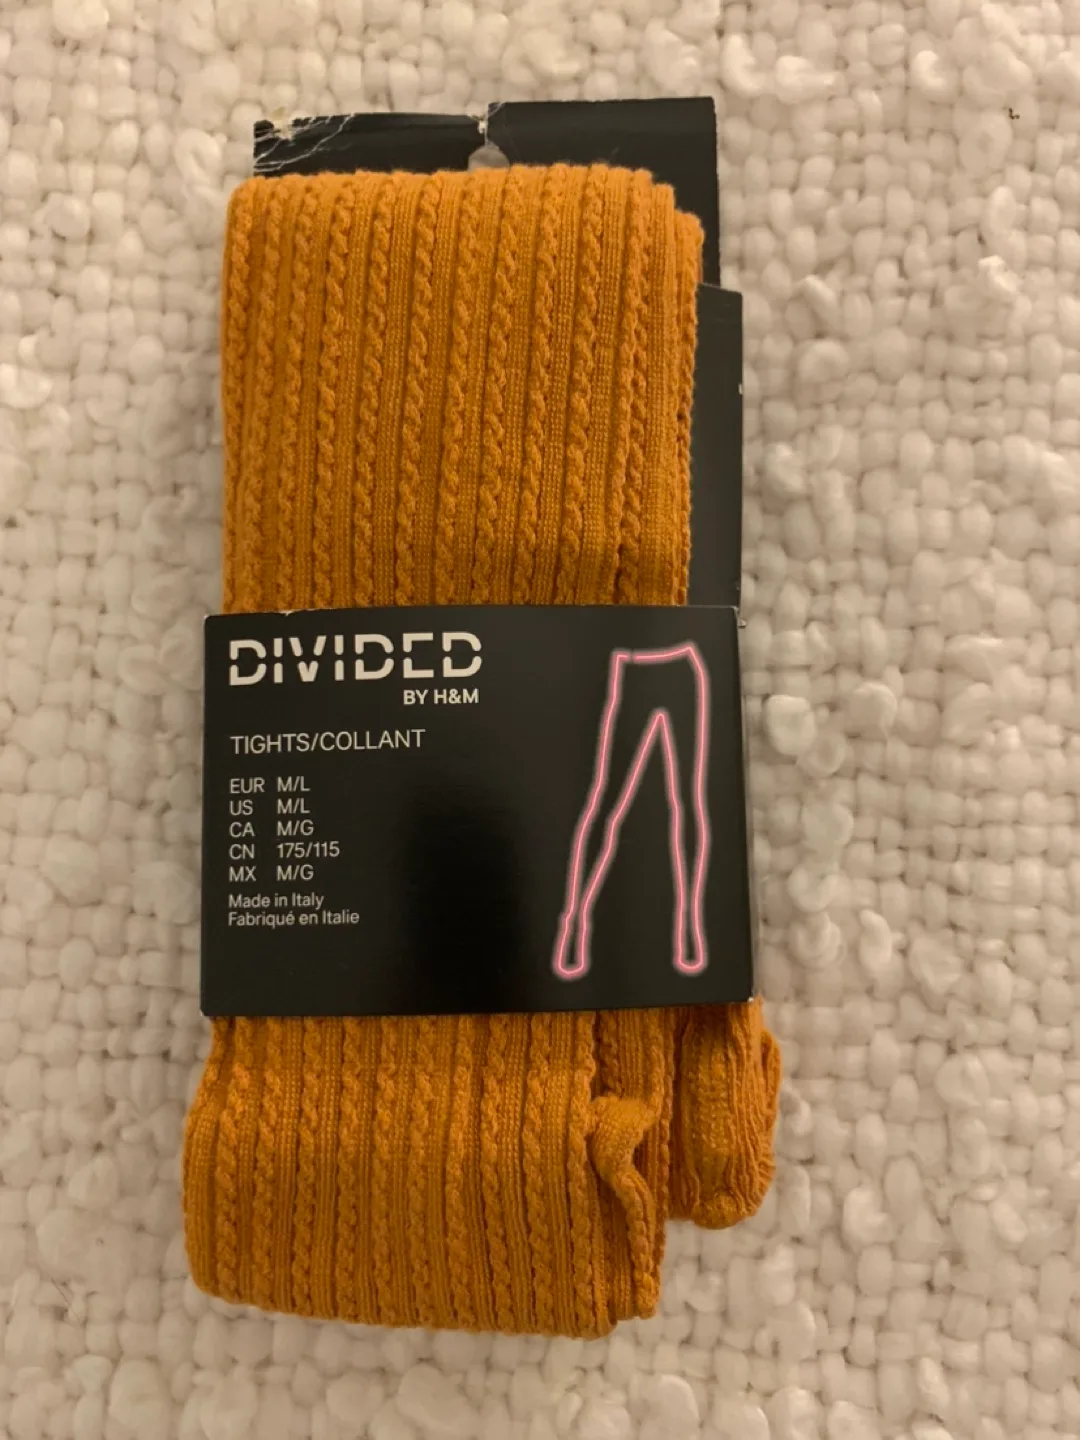 DIVIDED
BY H&M
TIGHTS/COLLANT
EUR M/L
US M/L
CA M/G
CN 175/115
MX M/G
Made in Italy
Fabriqué en Italie